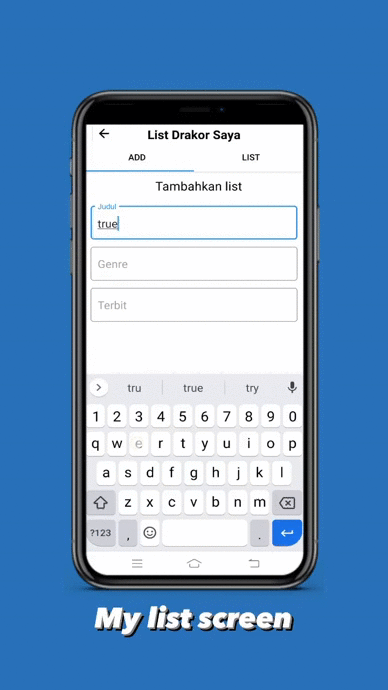 List Drakor Saya
ADD LIST
Tambahkan list
Judul
true
Genre
Terbit
tru true try
1 2 3 4 5 6 7 8 9 0
q w e r t y u i o p
a s d f g h j k l
z x c v b n m
?123 , .
My list screen